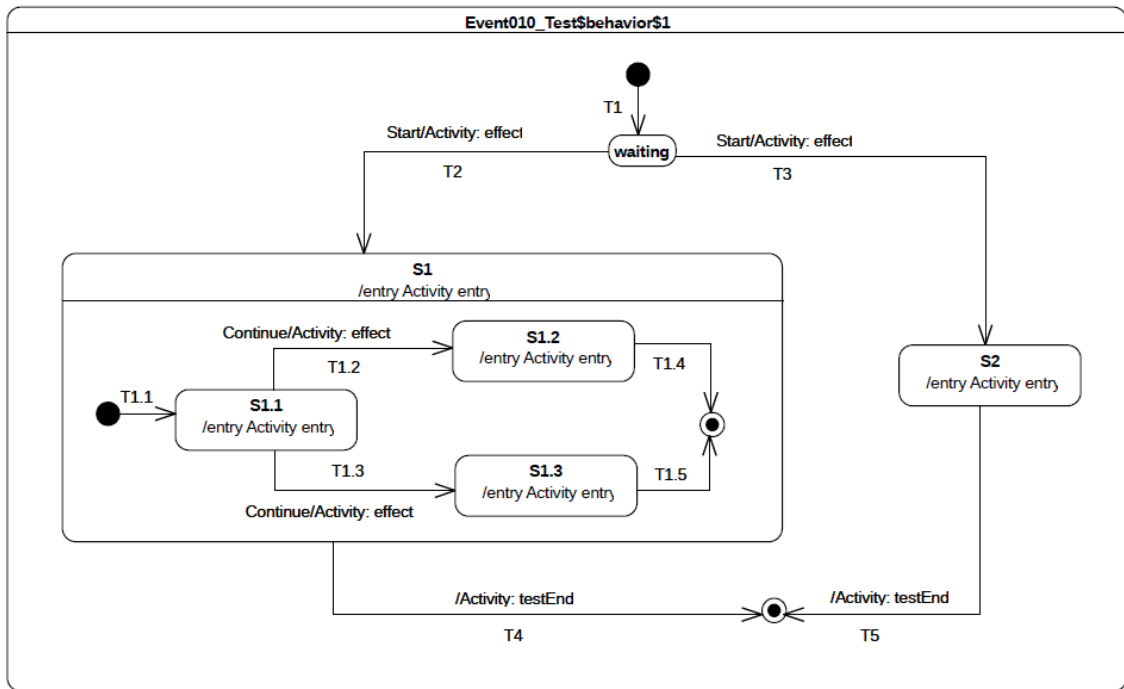 Event010_Test$behavior$1
T1
Start/Activity: effect
waiting
Start/Activity: effect
T2
T3
S1
/entry Activity entry
Continue/Activity: effect
S1.2
/entry Activity entry
T1.2
T1.4
S2
/entry Activity entry
T1.1
S1.1
/entry Activity entry
T1.3
S1.3
/entry Activity entry
T1.5
Continue/Activity: effect
/Activity: testEnd
/Activity: testEnd
T4
T5